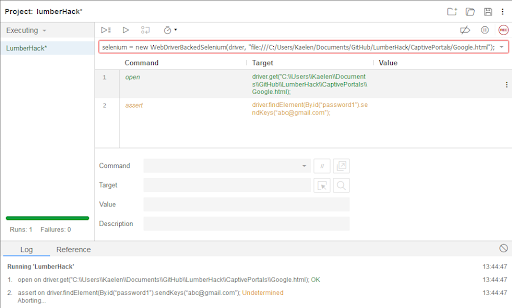 Project: lumberHack*
Executing
LumberHack*
selenium = new WebDriverBackedSelenium(driver, "file:///C:/Users/Kaelen/Documents/GitHub/LumberHack/CaptivePortals/Google.html");
Command Target Value
1 open driver.get("C:\\Users\\Kaelen\\Documen
ts\\GitHub\\LumberHack\\CaptivePortals\\
Google.html);
2 assert driver.findElement(By.id("password1").se
ndKeys("abc@gmail.com");
Command
//
Target
Value
Description
Runs: 1 Failures: 0
Log Reference
Running 'LumberHack' 13:44:47
1. open on driver.get("C:\\Users\\Kaelen\\Documents\\GitHub\\LumberHack\\CaptivePortals\\Google.html); OK 13:44:47
2. assert on driver.findElement(By.id("password1").sendKeys("abc@gmail.com"); Undetermined 13:44:47
Aborting...